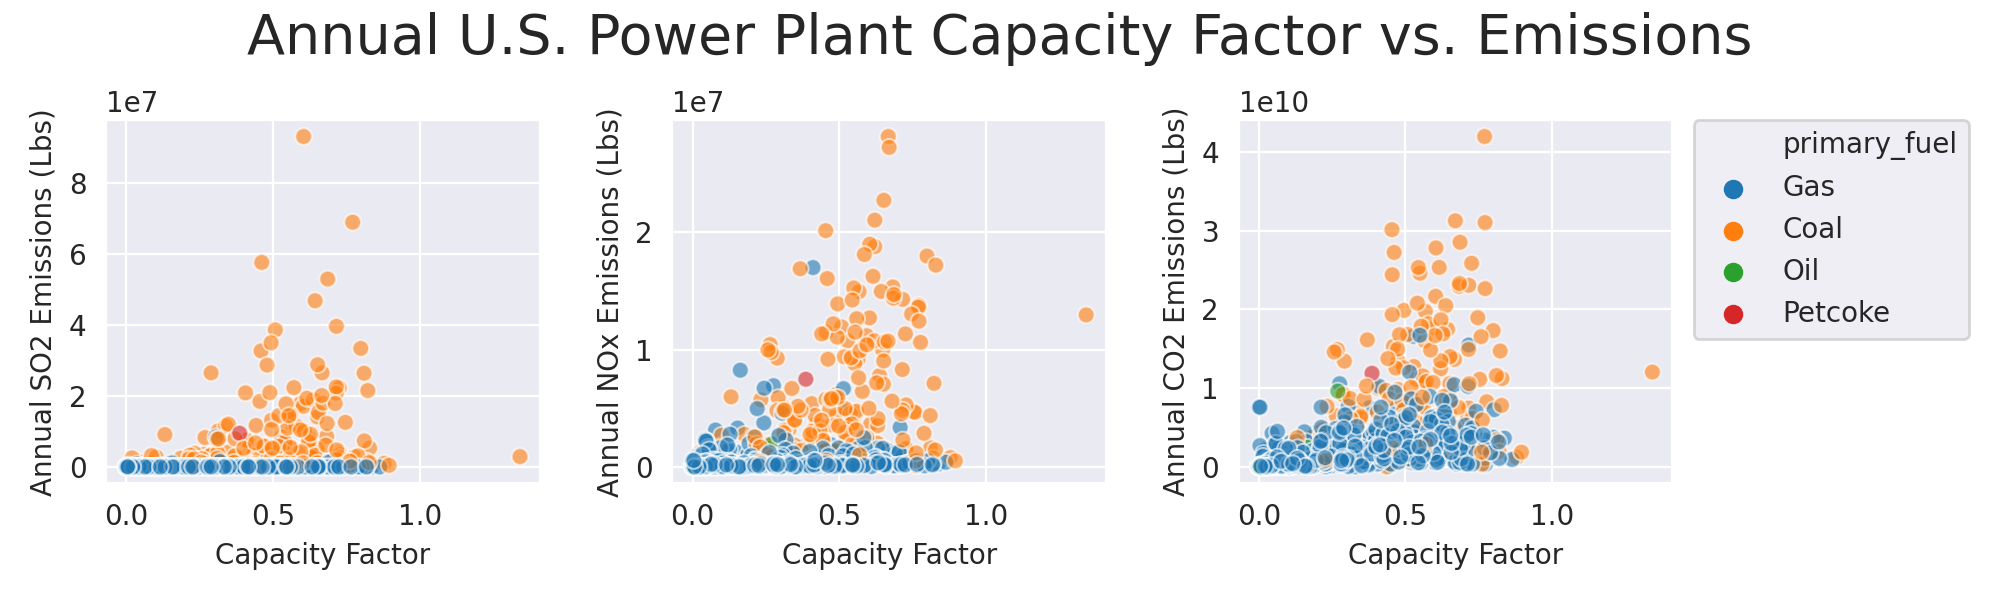 Annual U.S. Power Plant Capacity Factor vs. Emissions
1e7
Annual SO2 Emissions (Lbs)
8
6
4
2
0
0.0 0.5 1.0
Capacity Factor
1e7
Annual NOx Emissions (Lbs)
2
1
0
0.0 0.5 1.0
Capacity Factor
1e10
Annual CO2 Emissions (Lbs)
4
3
2
1
0
0.0 0.5 1.0
Capacity Factor
primary_fuel
Gas
Coal
Oil
Petcoke